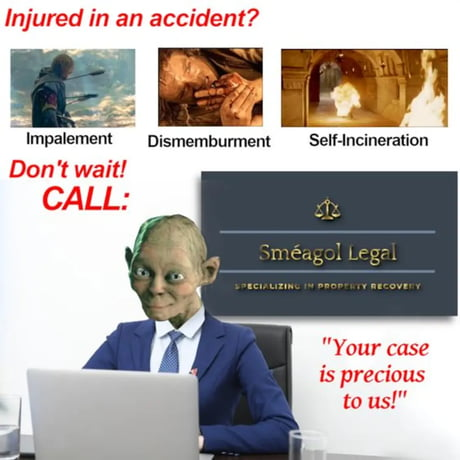 Injured in an accident?
Impalement
Dismemburment
Self-Incineration
Don't wait!
CALL:
Sméagol Legal
SPECIALIZING IN PROPERTY RECOVERY
"Your case
is precious
to us!"